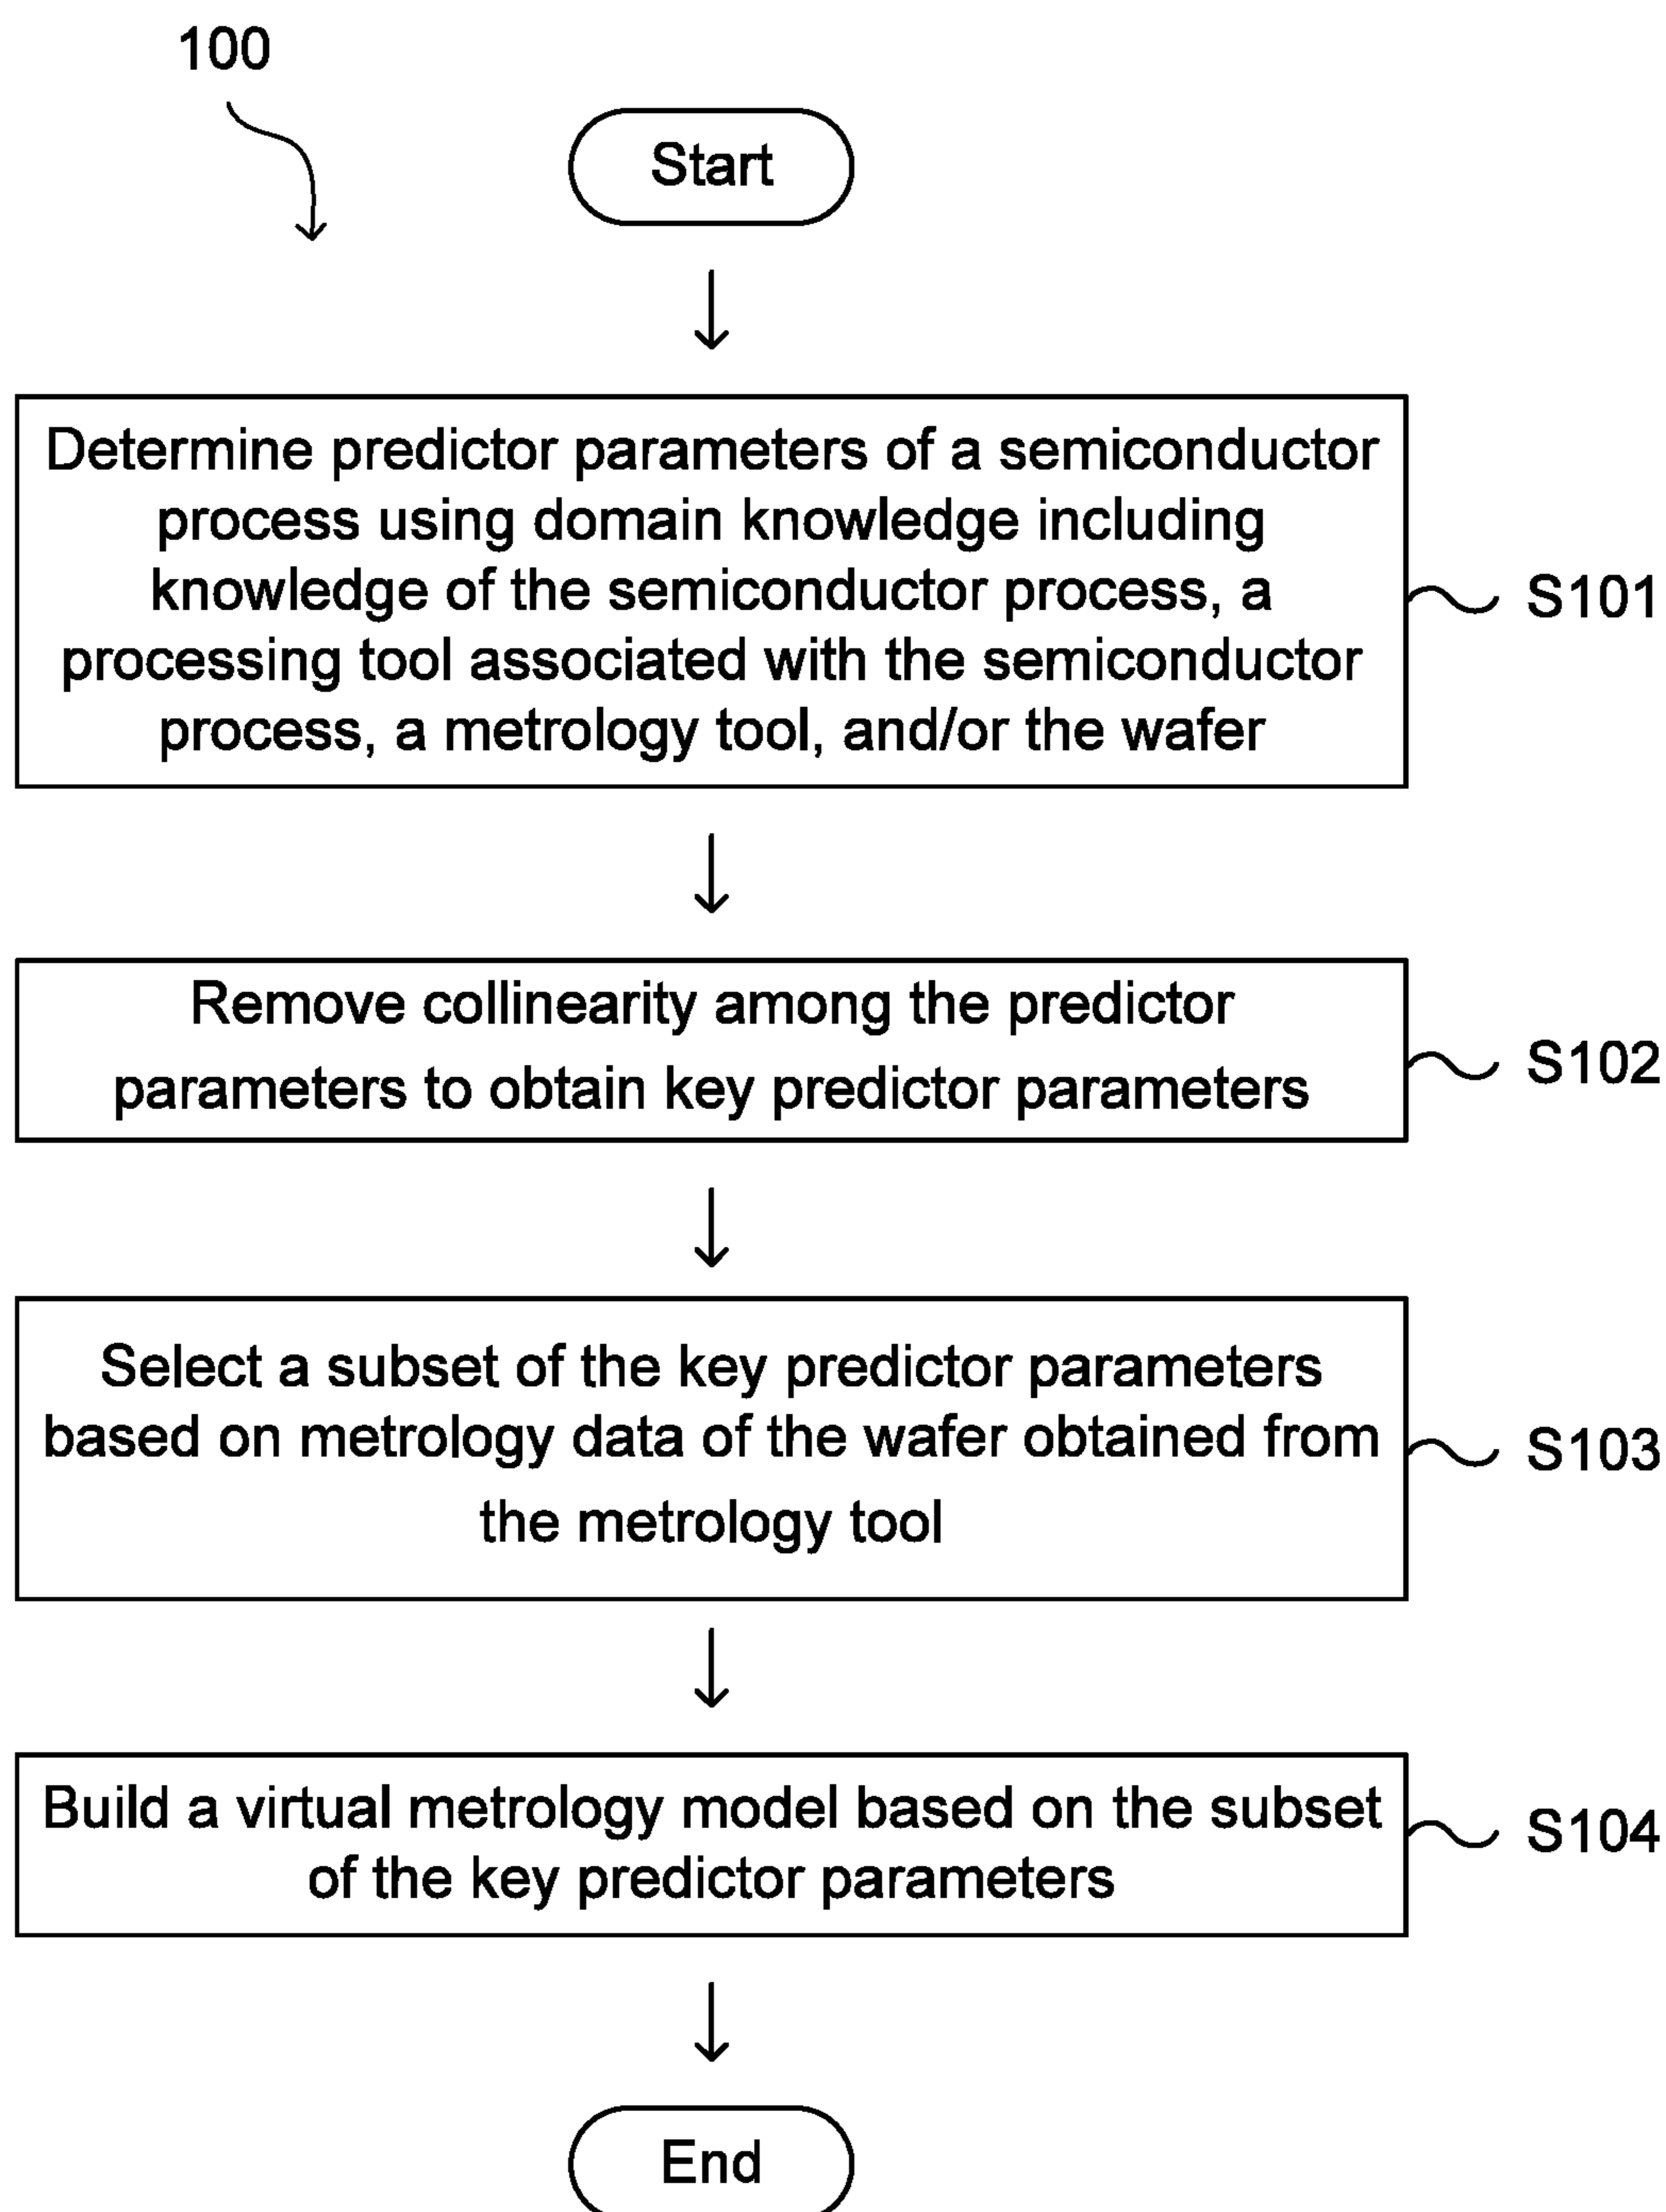 100
Start
Determine predictor parameters of a semiconductor
process using domain knowledge including
knowledge of the semiconductor process, a
processing tool associated with the semiconductor
process, a metrology tool, and/or the wafer
S101
Remove collinearity among the predictor
parameters to obtain key predictor parameters
S102
Select a subset of the key predictor parameters
based on metrology data of the wafer obtained from
the metrology tool
S103
Build a virtual metrology model based on the subset
of the key predictor parameters
S104
End